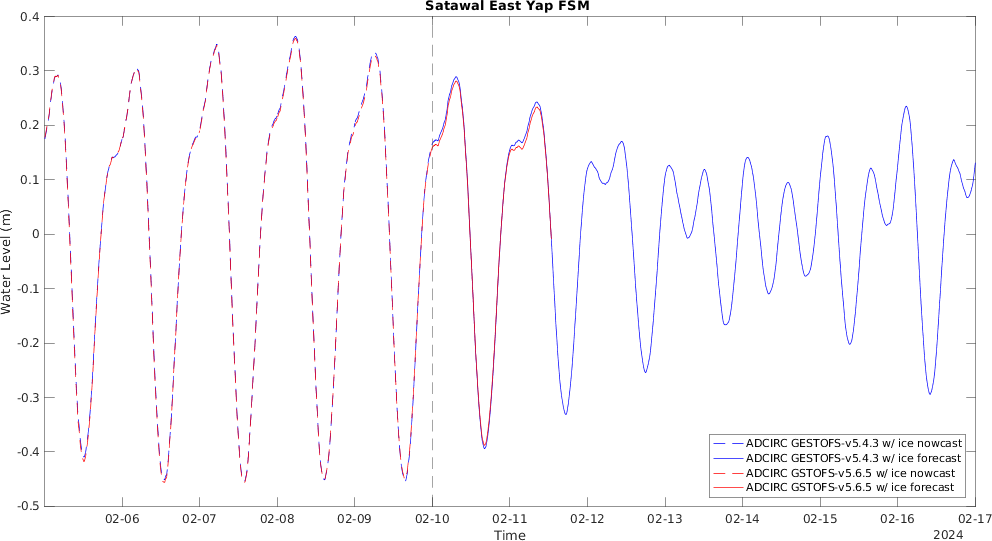 Satawal East Yap FSM
0.4
0.3
0.2
0.1
0
-0.1
-0.2
-0.3
-0.4
-0.5
Water Level (m)
ADCIRC GESTOFS-v5.4.3 w/ ice nowcast
ADCIRC GESTOFS-v5.4.3 w/ ice forecast
ADCIRC GSTOFS-v5.6.5 w/ ice nowcast
ADCIRC GSTOFS-v5.6.5 w/ ice forecast
02-06 02-07 02-08 02-09 02-10 02-11 02-12 02-13 02-14 02-15 02-16 02-17
Time
2024